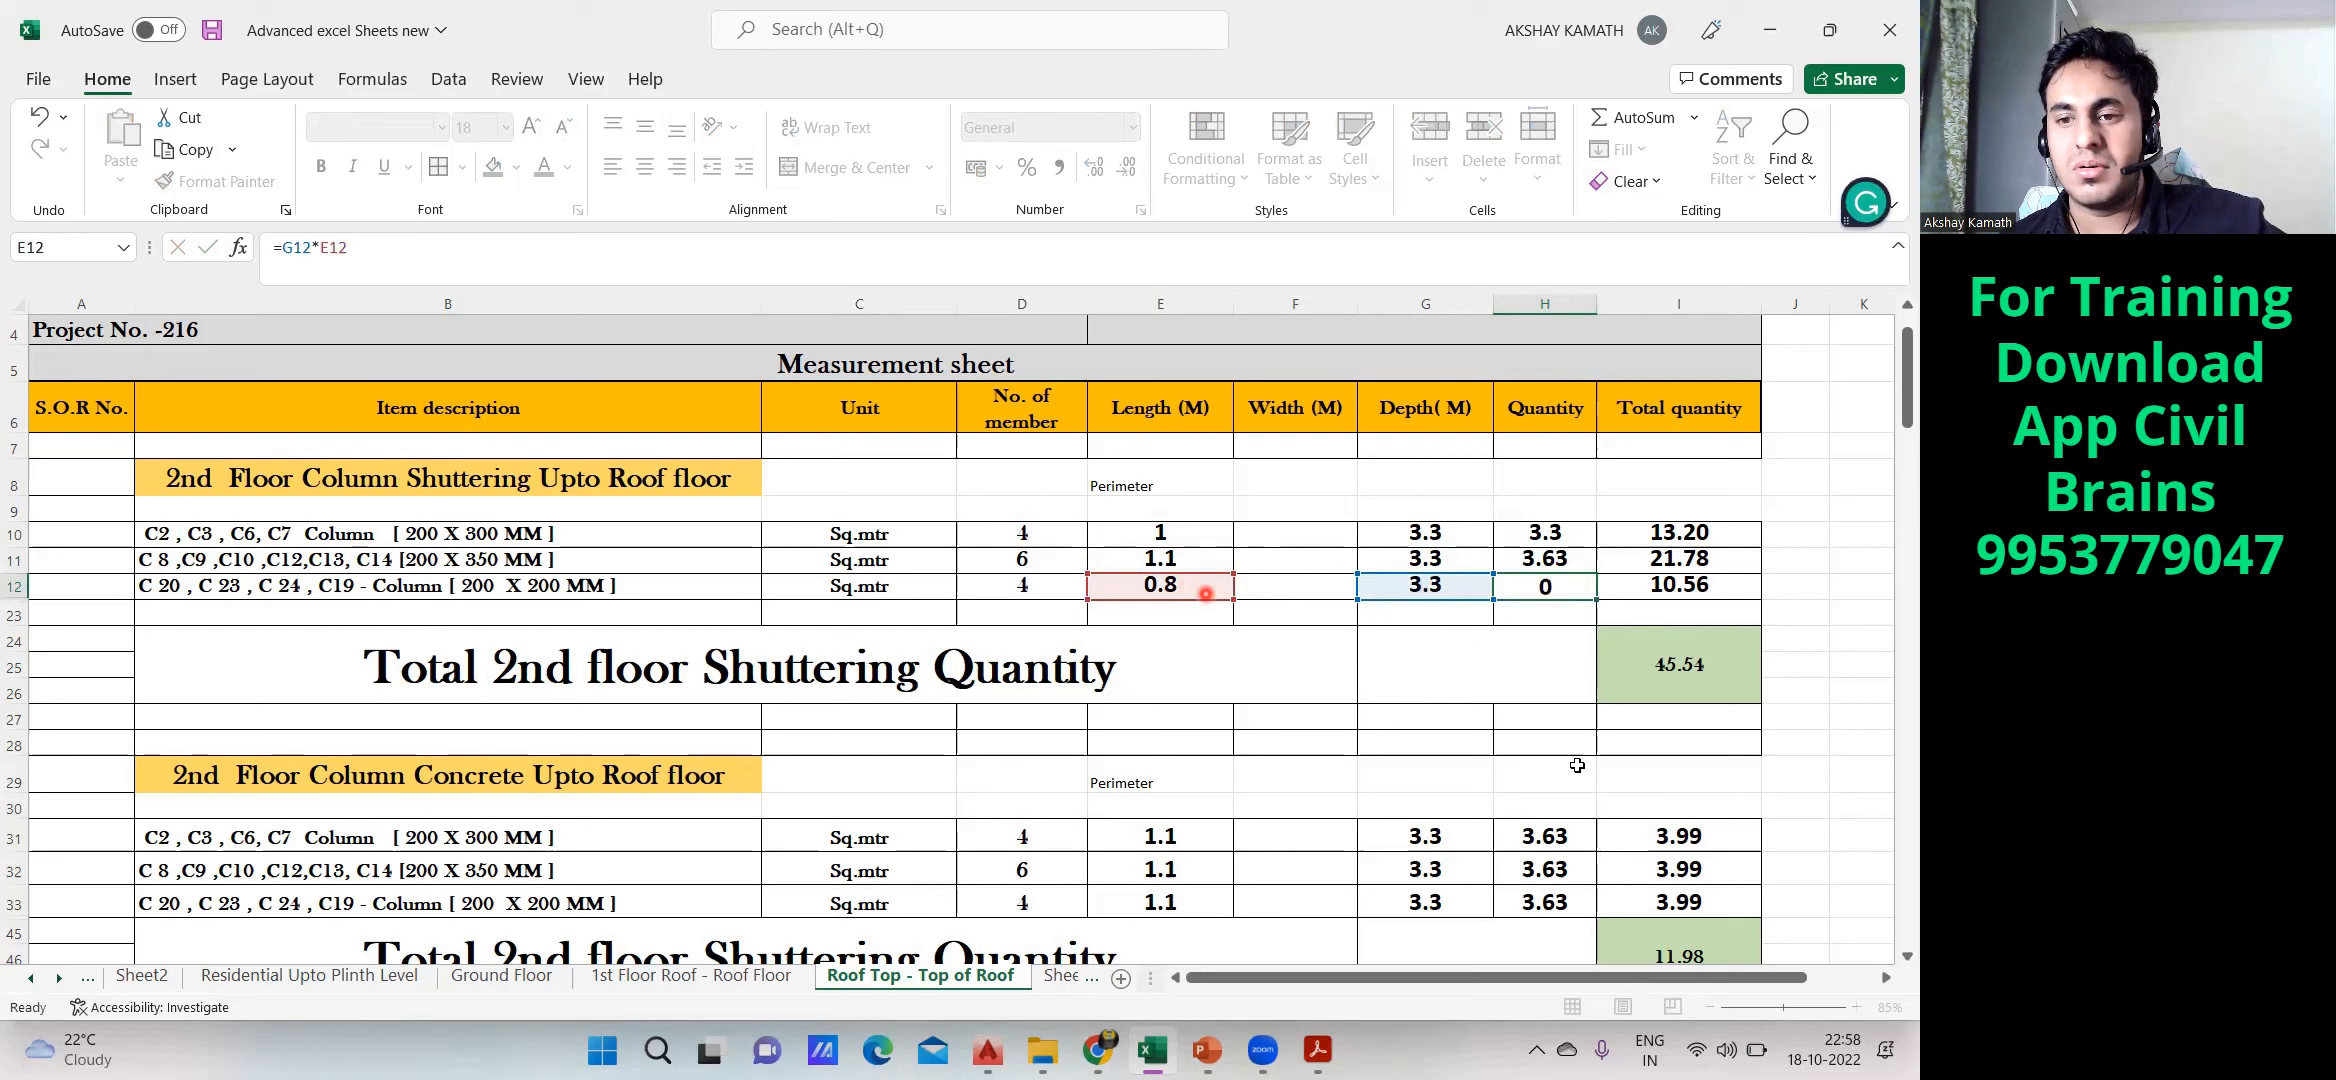 AutoSave Off Advanced excel Sheets new Search (Alt+Q) AKSHAY KAMATH AK
File Home Insert Page Layout Formulas Data Review View Help Comments Share
Paste Cut Copy Format Painter
18
Wrap Text
Merge & Center
General
Conditional Formatting
Format as Table
Cell Styles
Insert Delete Format
AutoSum Fill Clear
Sort & Filter
Find & Select
Undo Clipboard Font Alignment Number Styles Cells Editing
E12 fx =G12*E12
A B C D E F G H I J K
4 Project No. -216
5 Measurement sheet
6 S.O.R No. Item description Unit No. of member Length (M) Width (M) Depth( M) Quantity Total quantity
7
8 2nd Floor Column Shuttering Upto Roof floor Perimeter
9
10 C2 , C3 , C6, C7 Column [ 200 X 300 MM ] Sq.mtr 4 1 3.3 3.3 13.20
11 C 8 ,C9 ,C10 ,C12,C13, C14 [200 X 350 MM ] Sq.mtr 6 1.1 3.3 3.63 21.78
12 C 20 , C 23 , C 24 , C19 - Column [ 200 X 200 MM ] Sq.mtr 4 0.8 3.3 0 10.56
23
24
25 Total 2nd floor Shuttering Quantity 45.54
26
27
28
29 2nd Floor Column Concrete Upto Roof floor Perimeter
30
31 C2 , C3 , C6, C7 Column [ 200 X 300 MM ] Sq.mtr 4 1.1 3.3 3.63 3.99
32 C 8 ,C9 ,C10 ,C12,C13, C14 [200 X 350 MM ] Sq.mtr 6 1.1 3.3 3.63 3.99
33 C 20 , C 23 , C 24 , C19 - Column [ 200 X 200 MM ] Sq.mtr 4 1.1 3.3 3.63 3.99
45
46 Total 2nd floor Shuttering Quantity 11.98
... Sheet2 Residential Upto Plinth Level Ground Floor 1st Floor Roof - Roof Floor Roof Top - Top of Roof Shee ...
Ready Accessibility: Investigate 85%
22°C
Cloudy
zoom
ENG
IN
22:58
18-10-2022
Akshay Kamath
For Training
Download
App Civil
Brains
9953779047